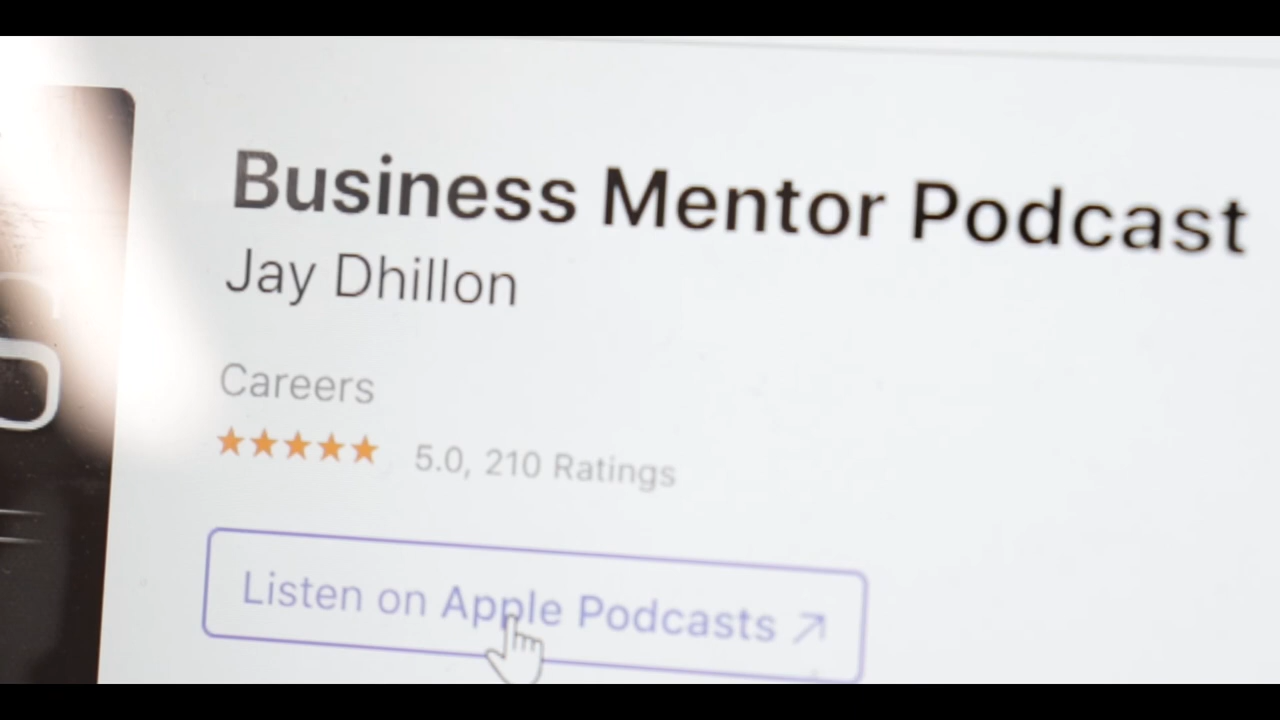 Business Mentor Podcast
Jay Dhillon
Careers
★★★★★ 5.0, 210 Ratings
Listen on Apple Podcasts ↗